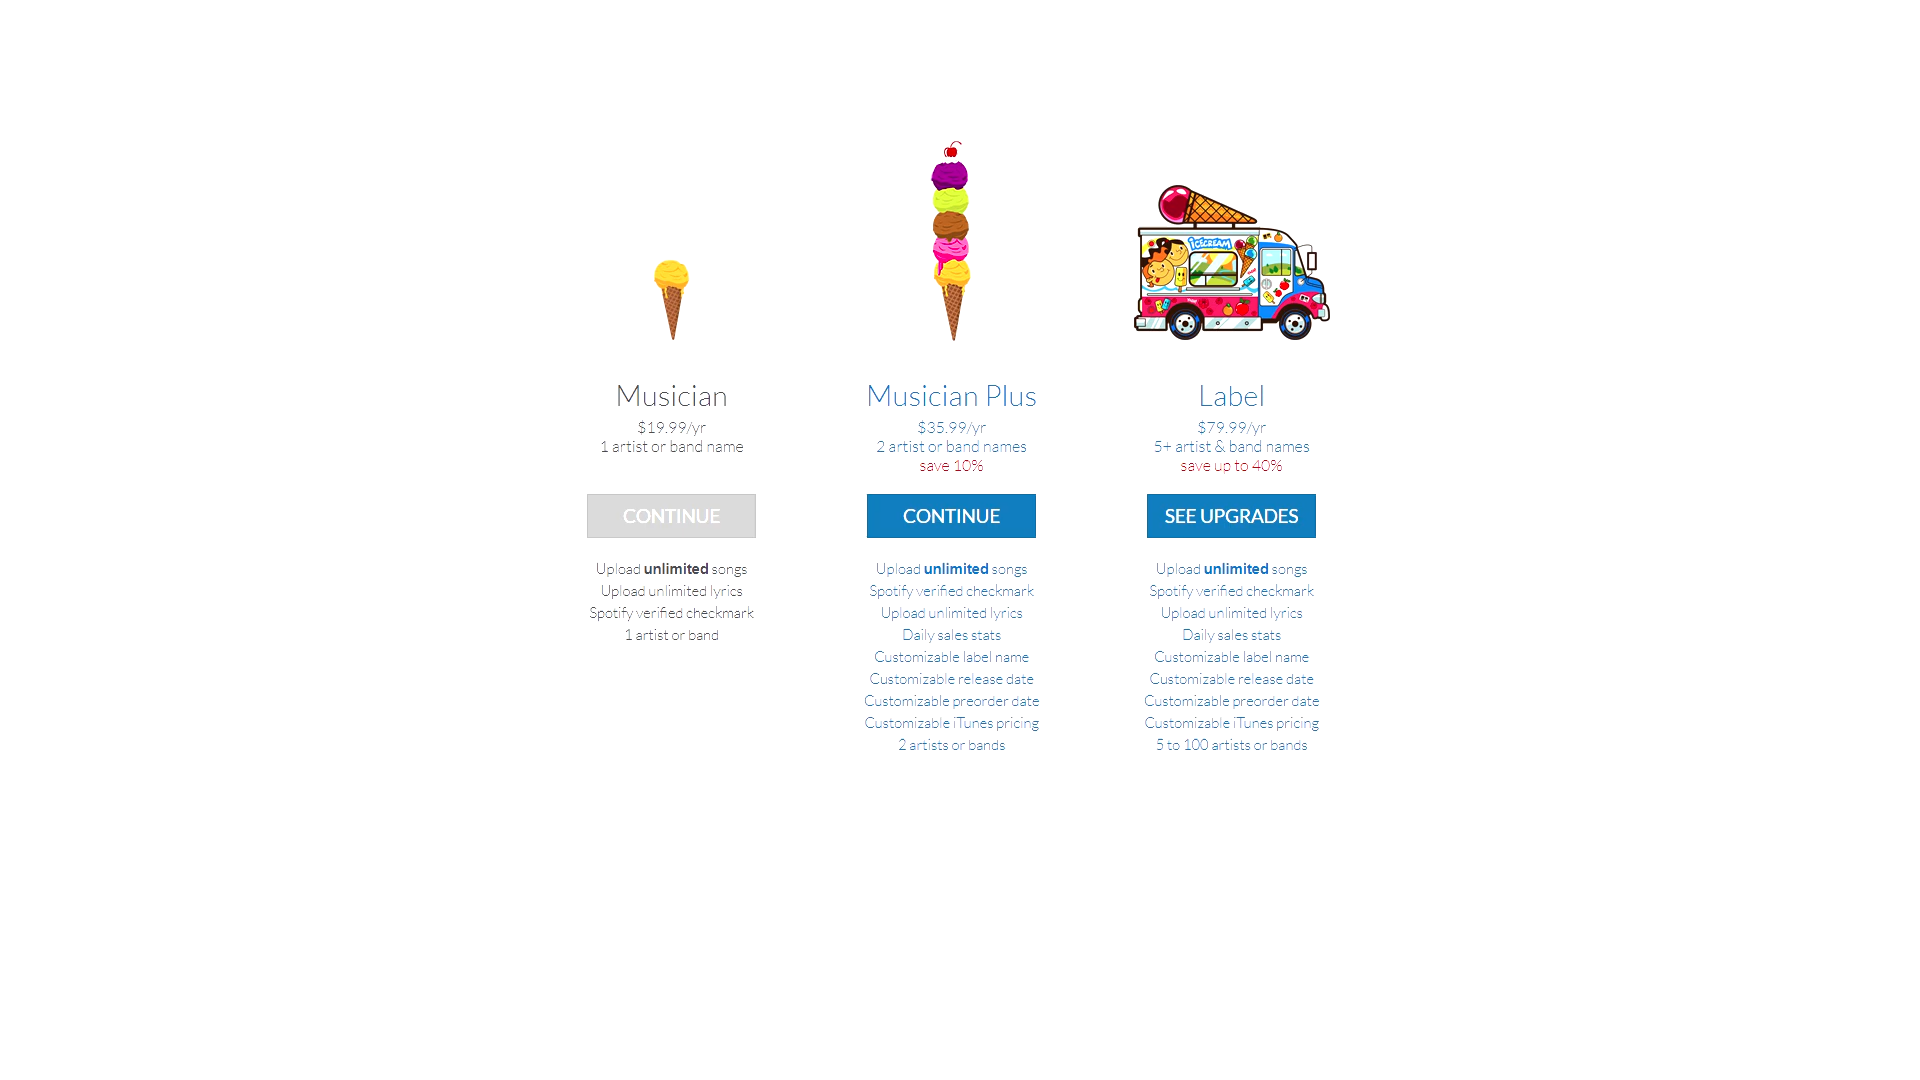 ICECREAM
Musician
$19.99/yr
1 artist or band name
CONTINUE
Upload unlimited songs
Upload unlimited lyrics
Spotify verified checkmark
1 artist or band
Musician Plus
$35.99/yr
2 artist or band names
save 10%
CONTINUE
Upload unlimited songs
Spotify verified checkmark
Upload unlimited lyrics
Daily sales stats
Customizable label name
Customizable release date
Customizable preorder date
Customizable iTunes pricing
2 artists or bands
Label
$79.99/yr
5+ artist & band names
save up to 40%
SEE UPGRADES
Upload unlimited songs
Spotify verified checkmark
Upload unlimited lyrics
Daily sales stats
Customizable label name
Customizable release date
Customizable preorder date
Customizable iTunes pricing
5 to 100 artists or bands